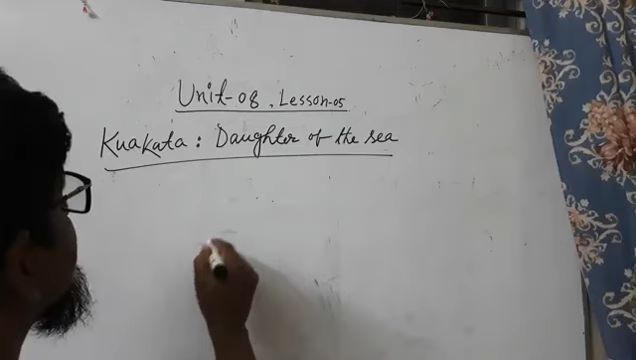 Unit-08. Lesson-05
Kuakata: Daughter of the sea